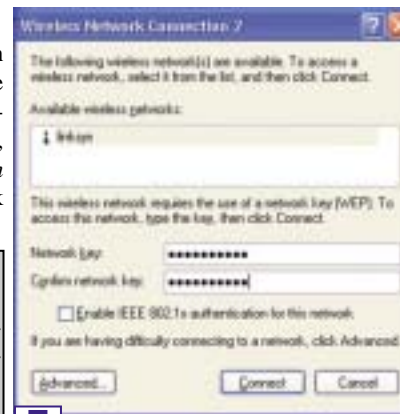 Wireless Network Connection 2
The following wireless network(s) are available. To access a
wireless network, select it from the list, and then click Connect.
Available wireless networks:
linksys
This wireless network requires the use of a network key (WEP). To
access this network, type the key, then click Connect.
Network key:
Confirm network key:
Enable IEEE 802.1x authentication for this network
If you are having difficulty connecting to a network, click Advanced.
Advanced...
Connect
Cancel